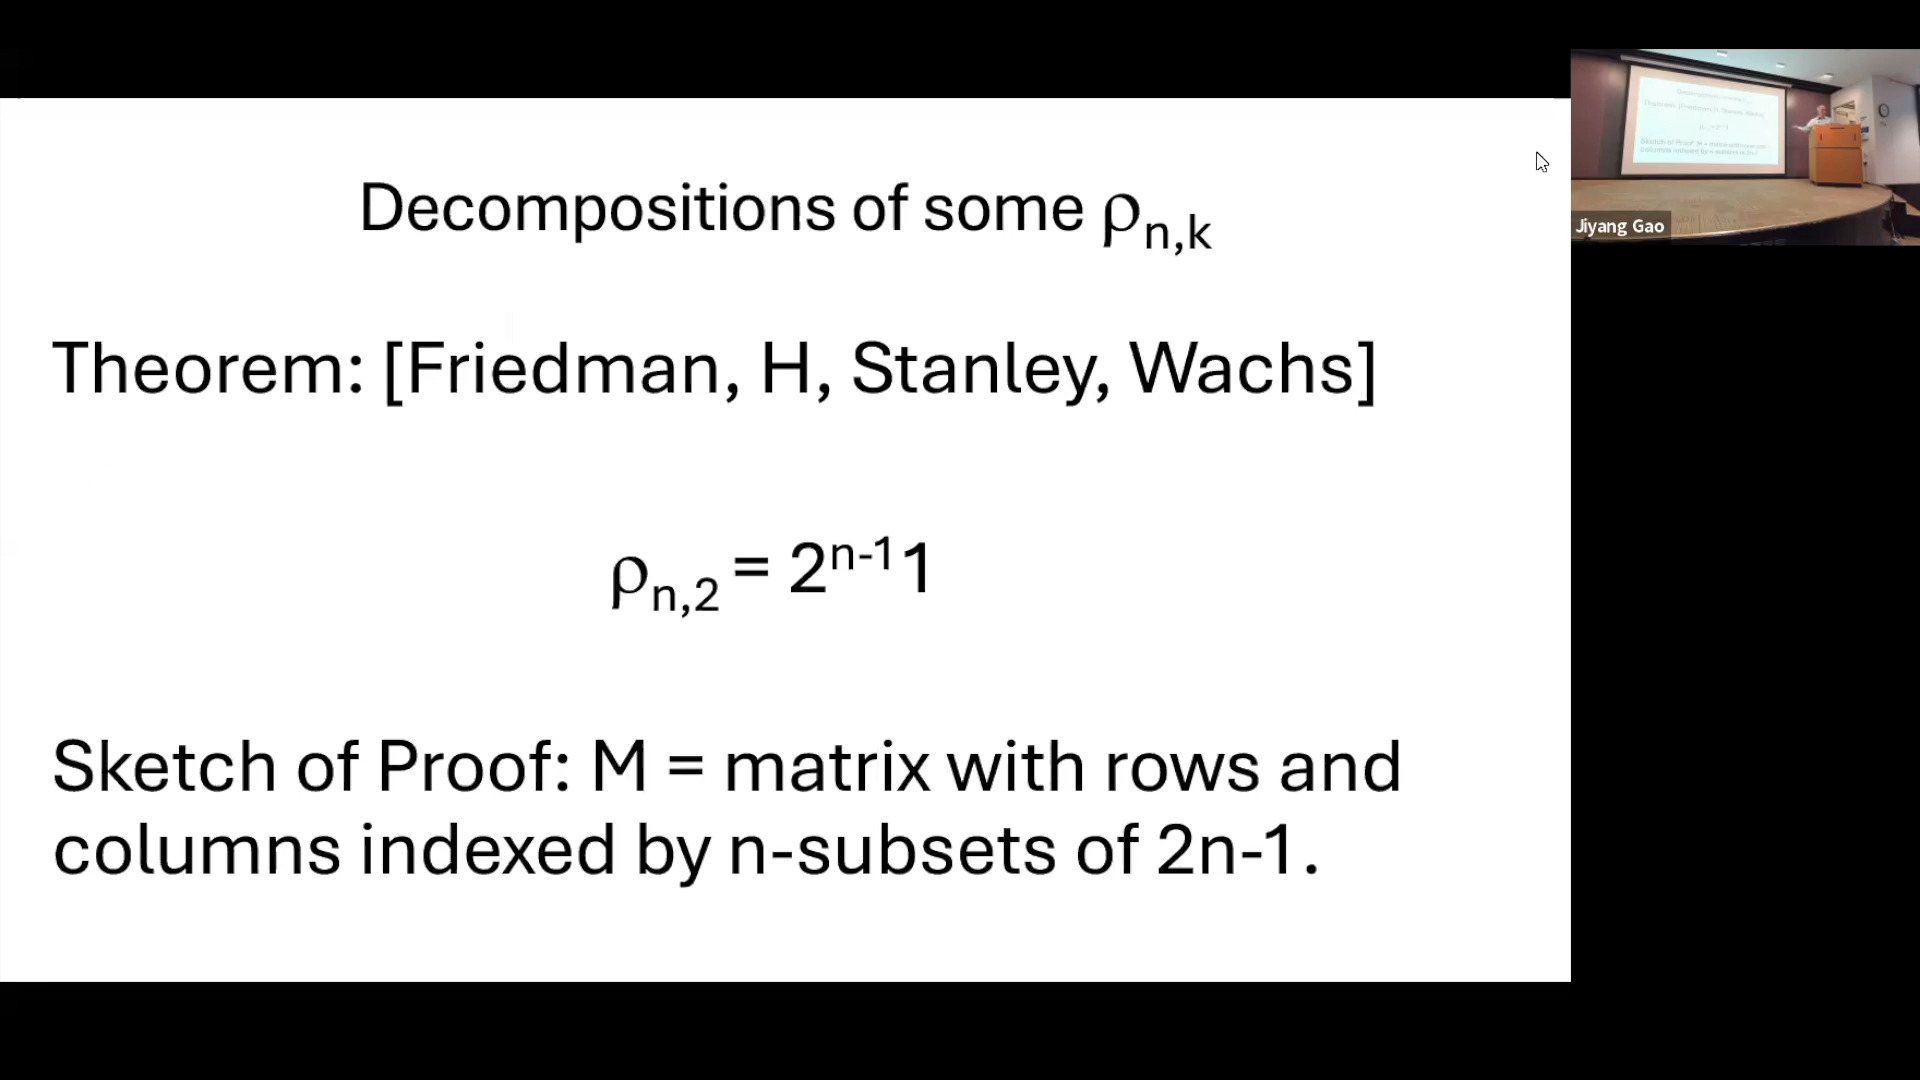 Decompositions of some ρn,k
Theorem: [Friedman, H, Stanley, Wachs]
ρn,2 = 2n-11
Sketch of Proof: M = matrix with rows and
columns indexed by n-subsets of 2n-1.
Jiyang Gao